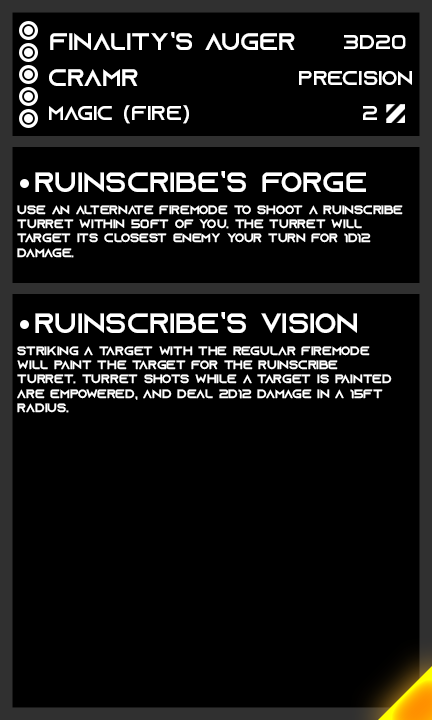 FINALITY'S AUGER 3D20
CRAMR PRECISION
MAGIC (FIRE) 2
•RUINSCRIBE'S FORGE
USE AN ALTERNATE FIREMODE TO SHOOT A RUINSCRIBE
TURRET WITHIN 50FT OF YOU. THE TURRET WILL
TARGET ITS CLOSEST ENEMY YOUR TURN FOR 1D12
DAMAGE.
•RUINSCRIBE'S VISION
STRIKING A TARGET WITH THE REGULAR FIREMODE
WILL PAINT THE TARGET FOR THE RUINSCRIBE
TURRET. TURRET SHOTS WHILE A TARGET IS PAINTED
ARE EMPOWERED, AND DEAL 2D12 DAMAGE IN A 15FT
RADIUS.